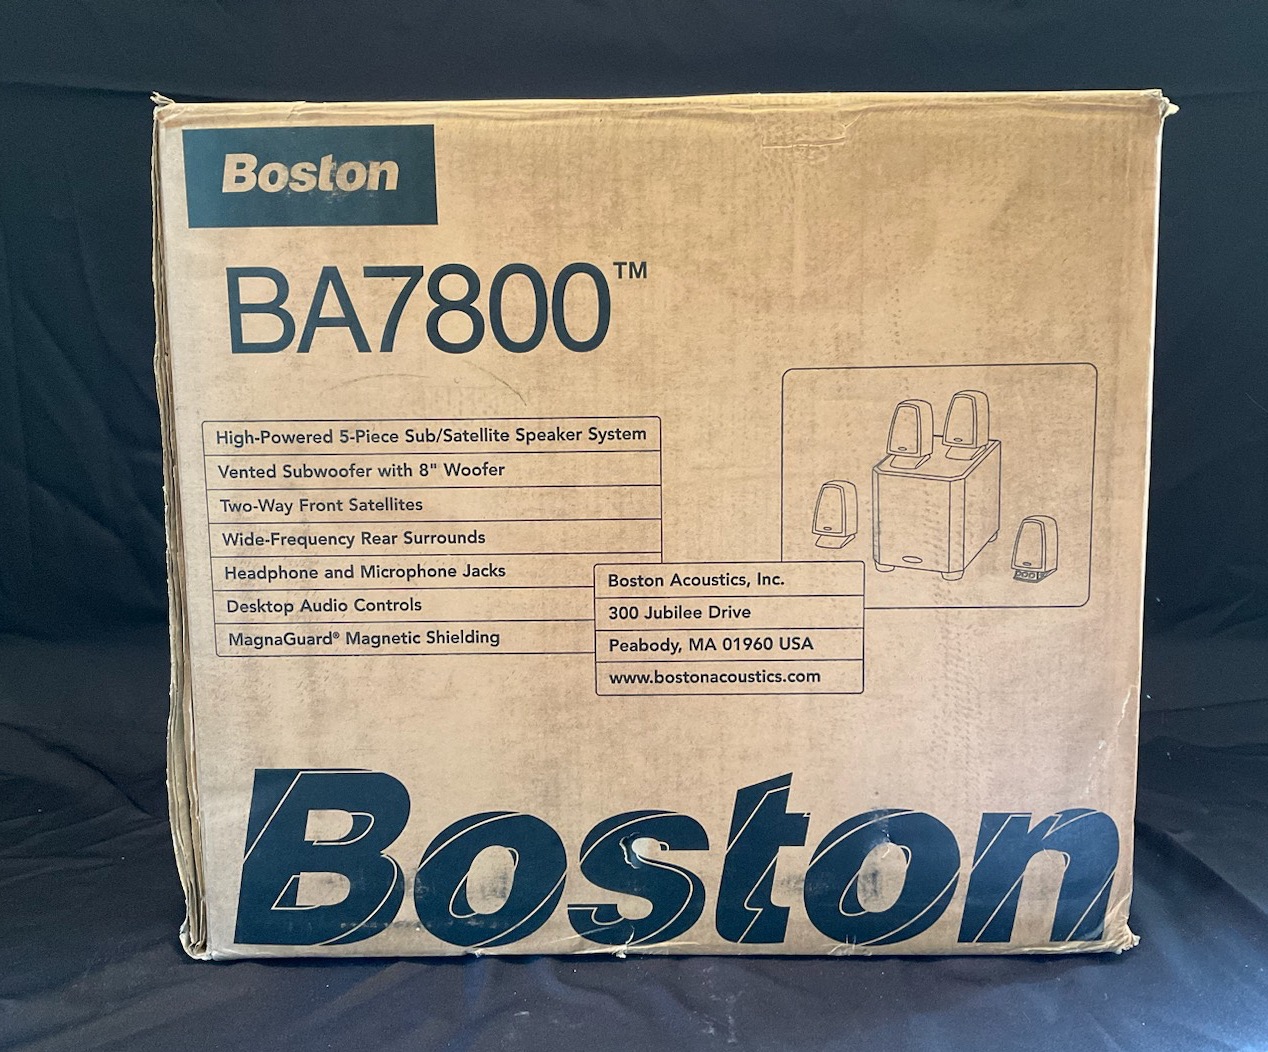 Boston
BA7800™
High-Powered 5-Piece Sub/Satellite Speaker System
Vented Subwoofer with 8" Woofer
Two-Way Front Satellites
Wide-Frequency Rear Surrounds
Headphone and Microphone Jacks
Desktop Audio Controls
MagnaGuard® Magnetic Shielding
Boston Acoustics, Inc.
300 Jubilee Drive
Peabody, MA 01960 USA
www.bostonacoustics.com
Boston